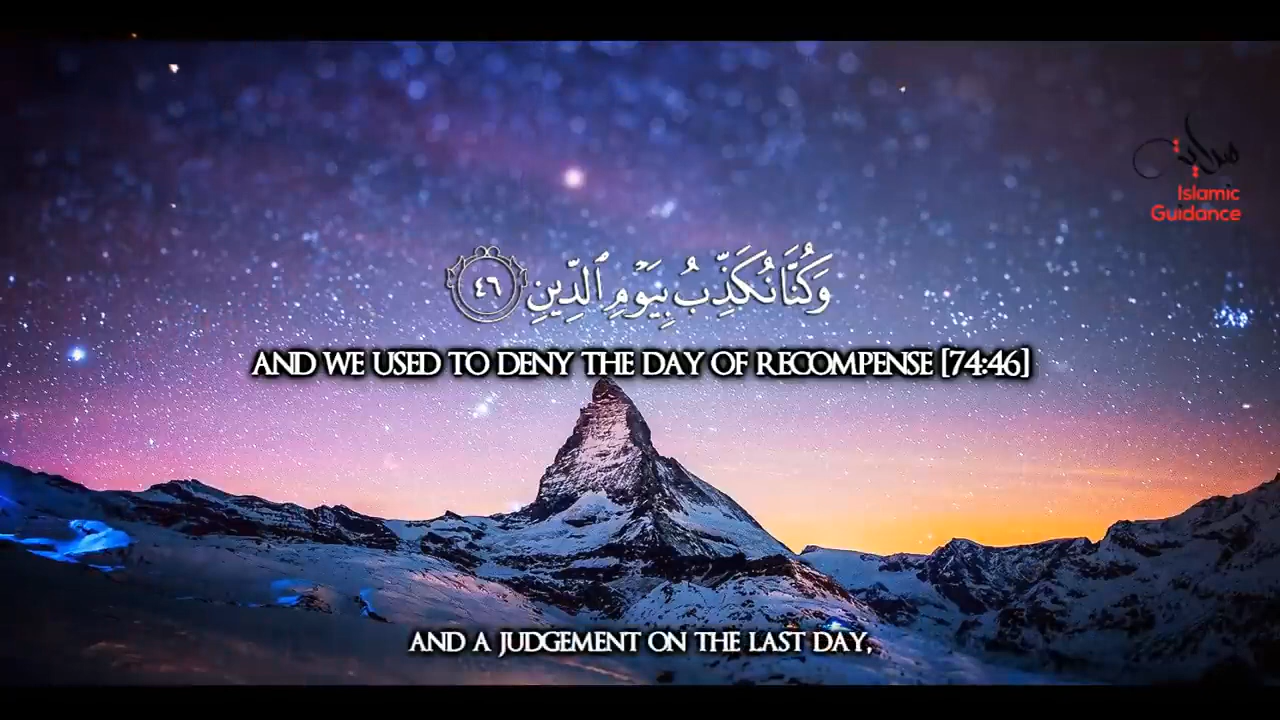 هداية
Islamic
Guidance
وَكُنَّا نُكَذِّبُ بِيَوْمِ ٱلدِّينِ ٤٦
AND WE USED TO DENY THE DAY OF RECOMPENSE [74:46]
AND A JUDGEMENT ON THE LAST DAY,